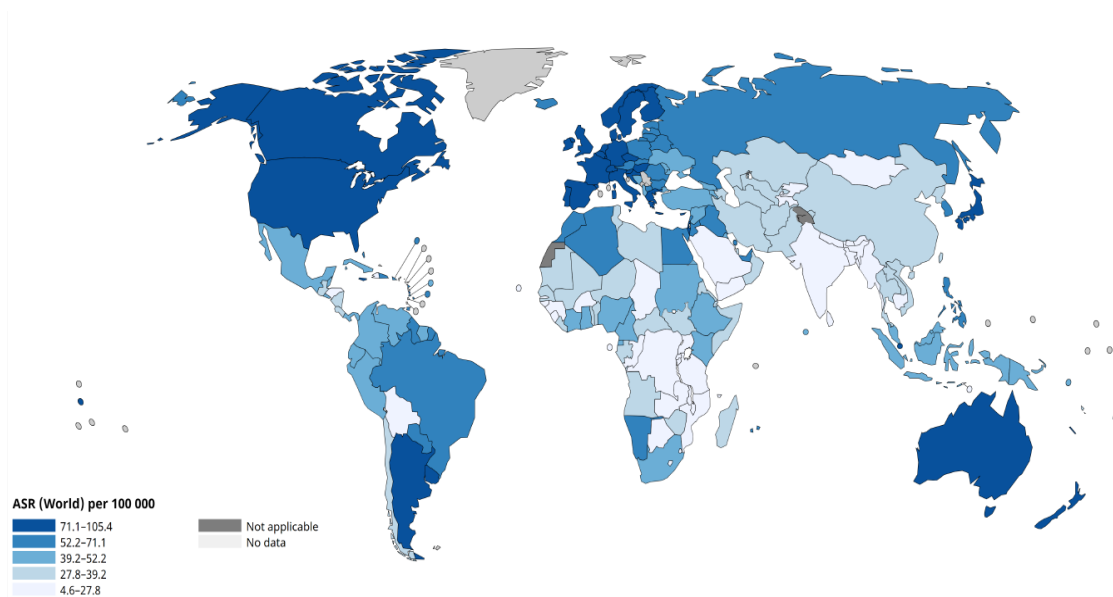 ASR (World) per 100 000
71.1–105.4
52.2–71.1
39.2–52.2
27.8–39.2
4.6–27.8
Not applicable
No data